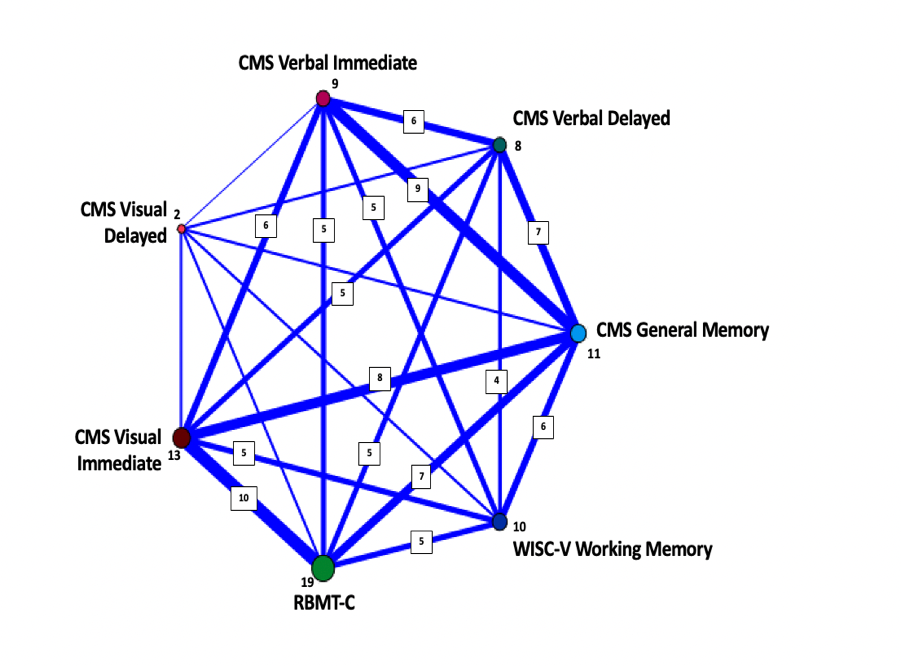 CMS Verbal Immediate
9
6
CMS Verbal Delayed
8
9
5
CMS Visual
Delayed
2
6
5
7
5
CMS General Memory
11
8
4
6
CMS Visual
Immediate
13
5
5
7
10
10
WISC-V Working Memory
5
19
RBMT-C